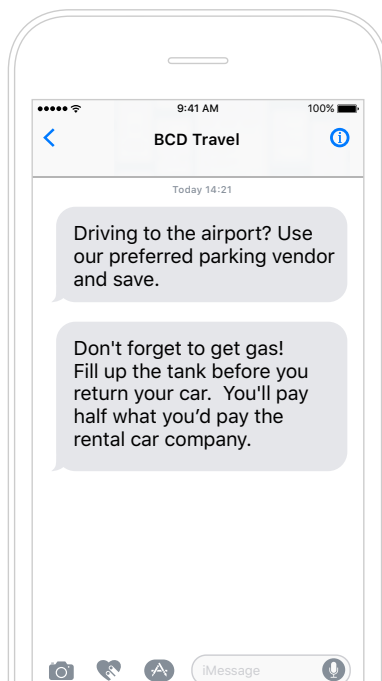 9:41 AM
100%
BCD Travel
Today 14:21
Driving to the airport? Use
our preferred parking vendor
and save.
Don't forget to get gas!
Fill up the tank before you
return your car.  You'll pay
half what you’d pay the
rental car company.
iMessage